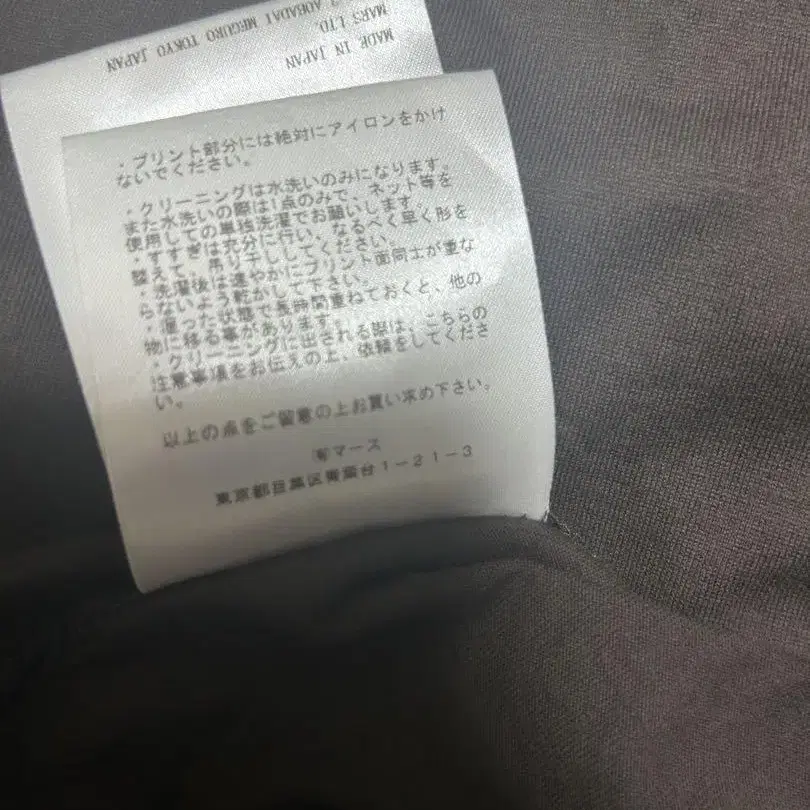 3 AOBADAI MEGURO TOKYO JAPAN
MARS LTD.
MADE IN JAPAN
・プリント部分には絶対にアイロンをかけ
ないでください。
・クリーニングは水洗いのみになります。
また水洗いの際は1点のみで、ネット等を
使用しての単独洗濯でお願いします。
・すすぎは充分に行い、なるべく早く形を
整えて、吊り干ししてください。
・洗濯後は速やかにプリント面同士が重な
らないよう乾かして下さい。
・湿った状態で長時間重ねておくと、他の
物に移る事があります。
・クリーニングに出される際は、こちらの
注意事項をお伝えの上、依頼をしてくださ
い。
以上の点をご留意の上お買い求め下さい。
㈲マース
東京都目黒区青葉台1-21-3